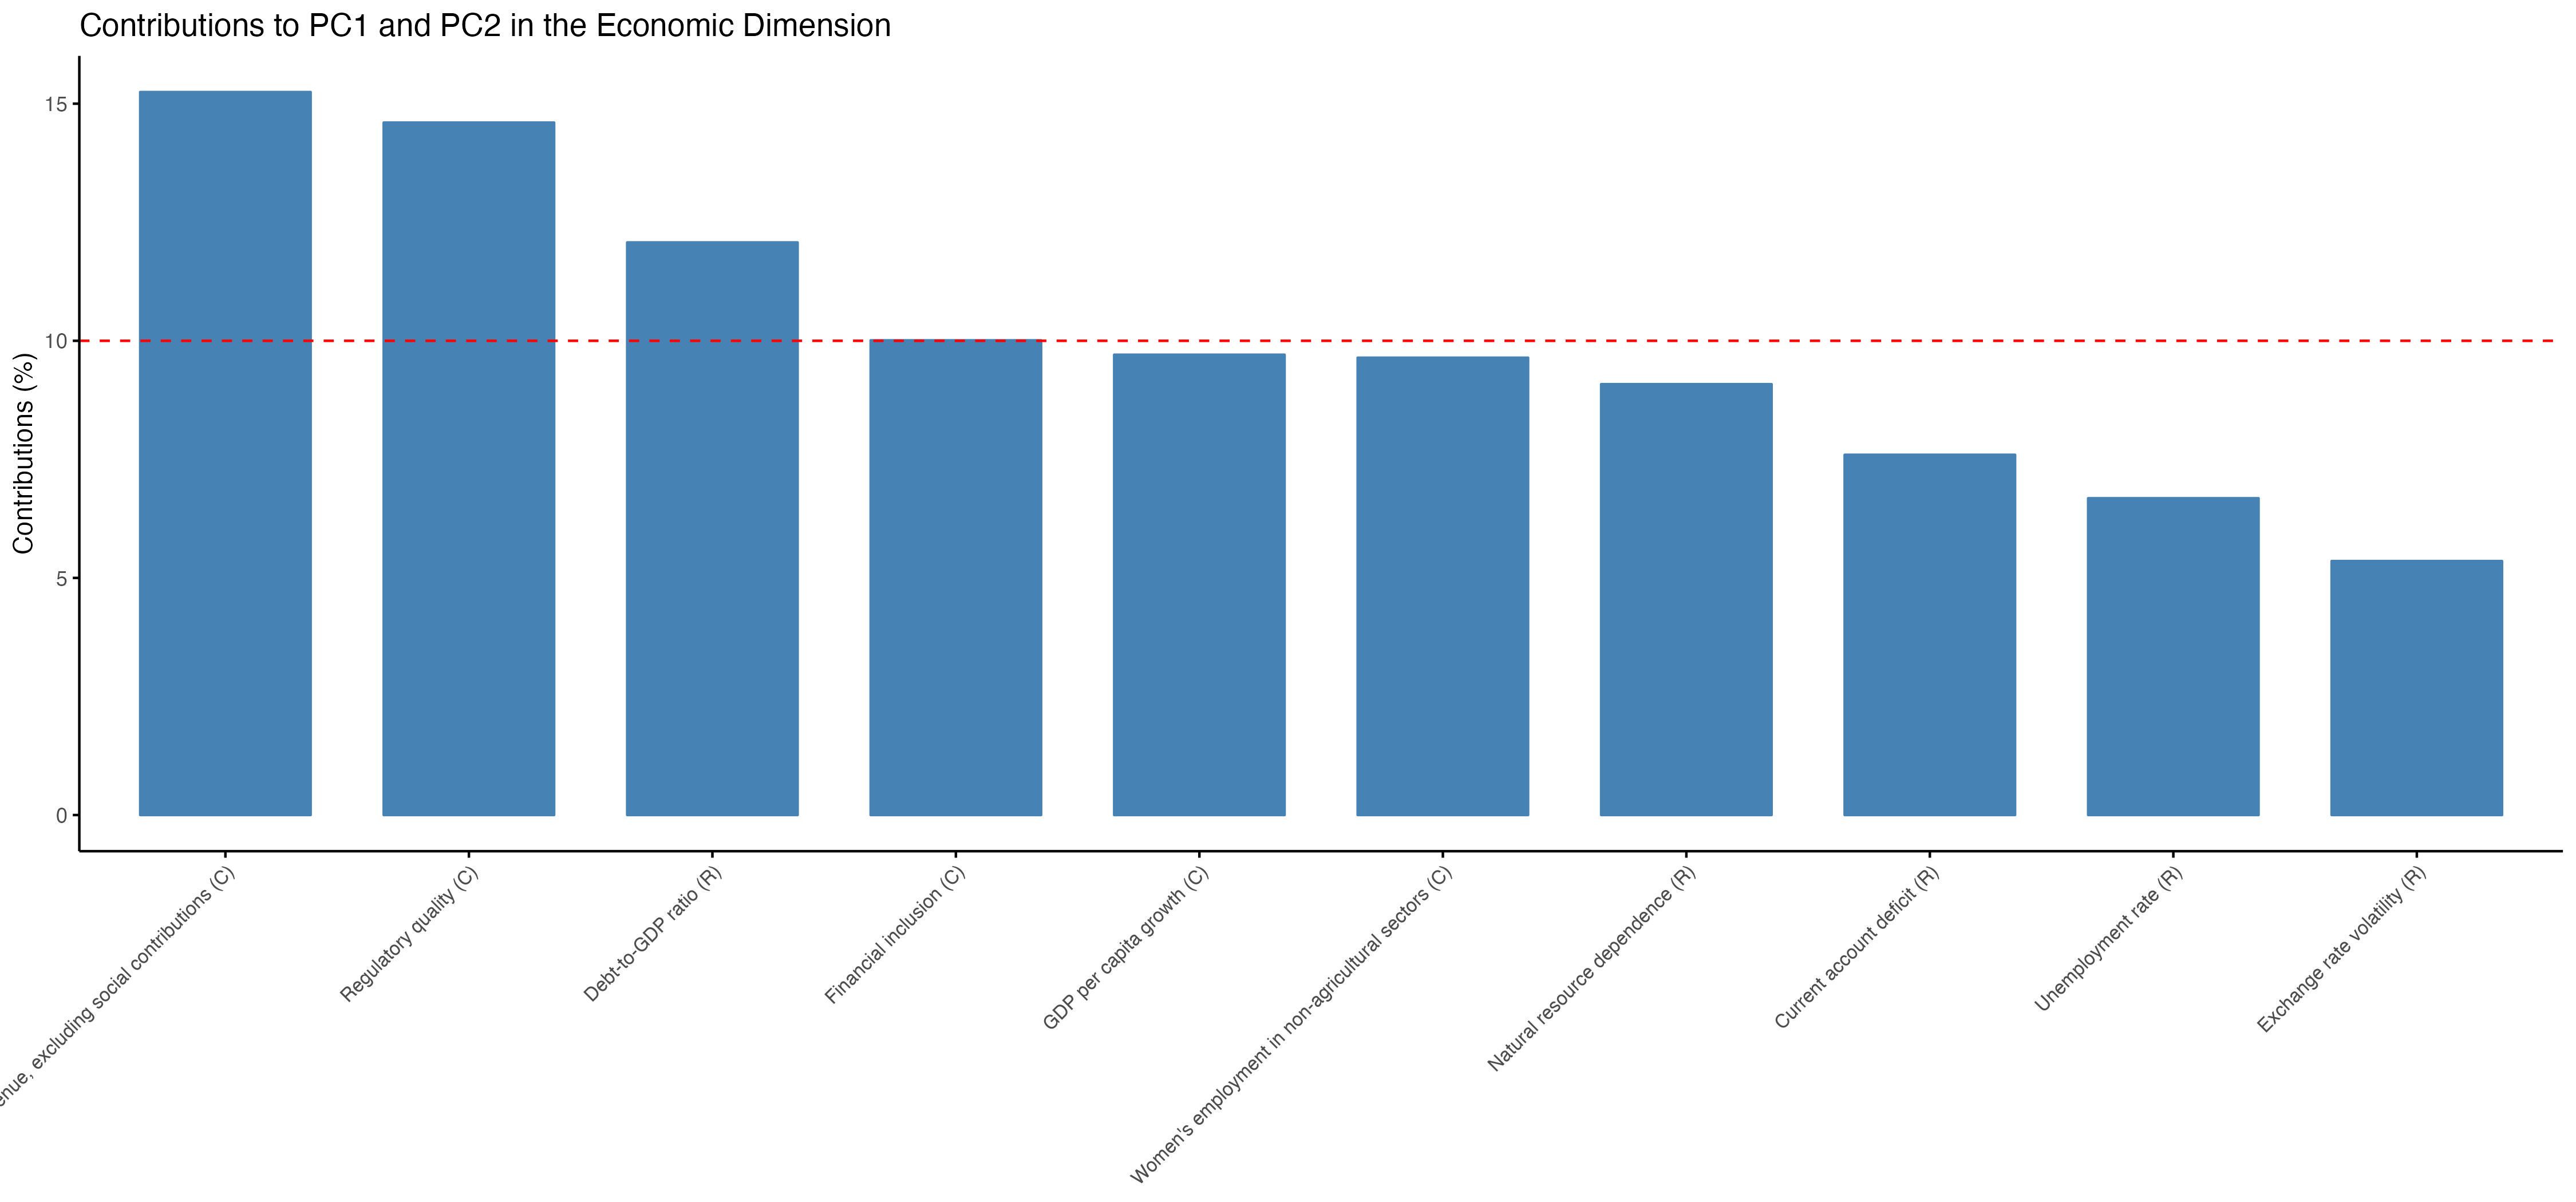 Contributions to PC1 and PC2 in the Economic Dimension
Contributions (%)
15
10
5
0
excluding social contributions (C)
Regulatory quality (C)
Debt-to-GDP ratio (R)
Financial inclusion (C)
GDP per capita growth (C)
Women's employment in non-agricultural sectors (C)
Natural resource dependence (R)
Current account deficit (R)
Unemployment rate (R)
Exchange rate volatility (R)